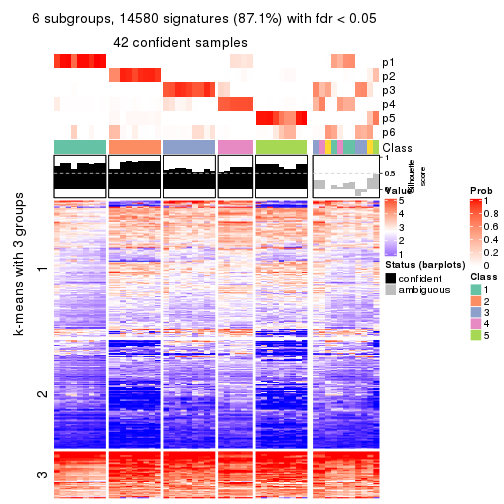 6 subgroups, 14580 signatures (87.1%) with fdr < 0.05
42 confident samples
p1
p2
p3
p4
p5
p6
Class
1
0.5
0
Silhouette
score
k-means with 3 groups
1
2
3
Value
5
4
3
2
1
Status (barplots)
confident
ambiguous
Prob
1
0.8
0.6
0.4
0.2
0
Class
1
2
3
4
5